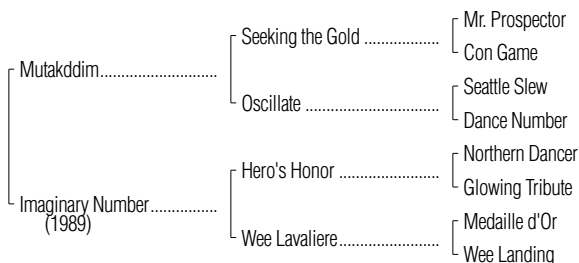 Mr. Prospector
Seeking the Gold ..................
Con Game
Mutakddim............................
Seattle Slew
Oscillate ................................
Dance Number
Northern Dancer
Hero's Honor ........................
Glowing Tribute
Imaginary Number................
(1989)
Medaille d'Or
Wee Lavaliere........................
Wee Landing